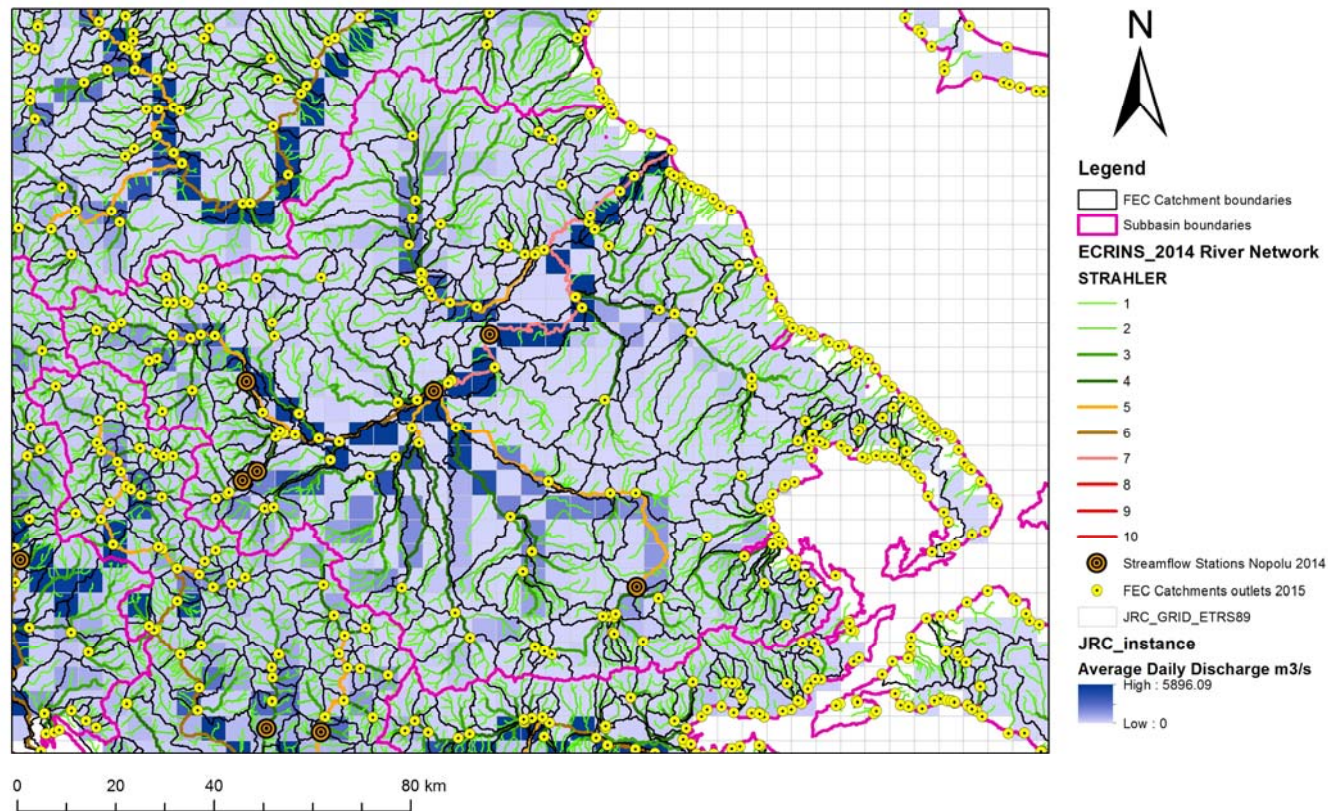 N
Legend
FEC Catchment boundaries
Subbasin boundaries
ECRINS_2014 River Network
STRAHLER
1
2
3
4
5
6
7
8
9
10
Streamflow Stations Nopolu 2014
FEC Catchments outlets 2015
JRC_GRID_ETRS89
JRC_instance
Average Daily Discharge m3/s
High : 5896.09
Low : 0
0 20 40 80 km